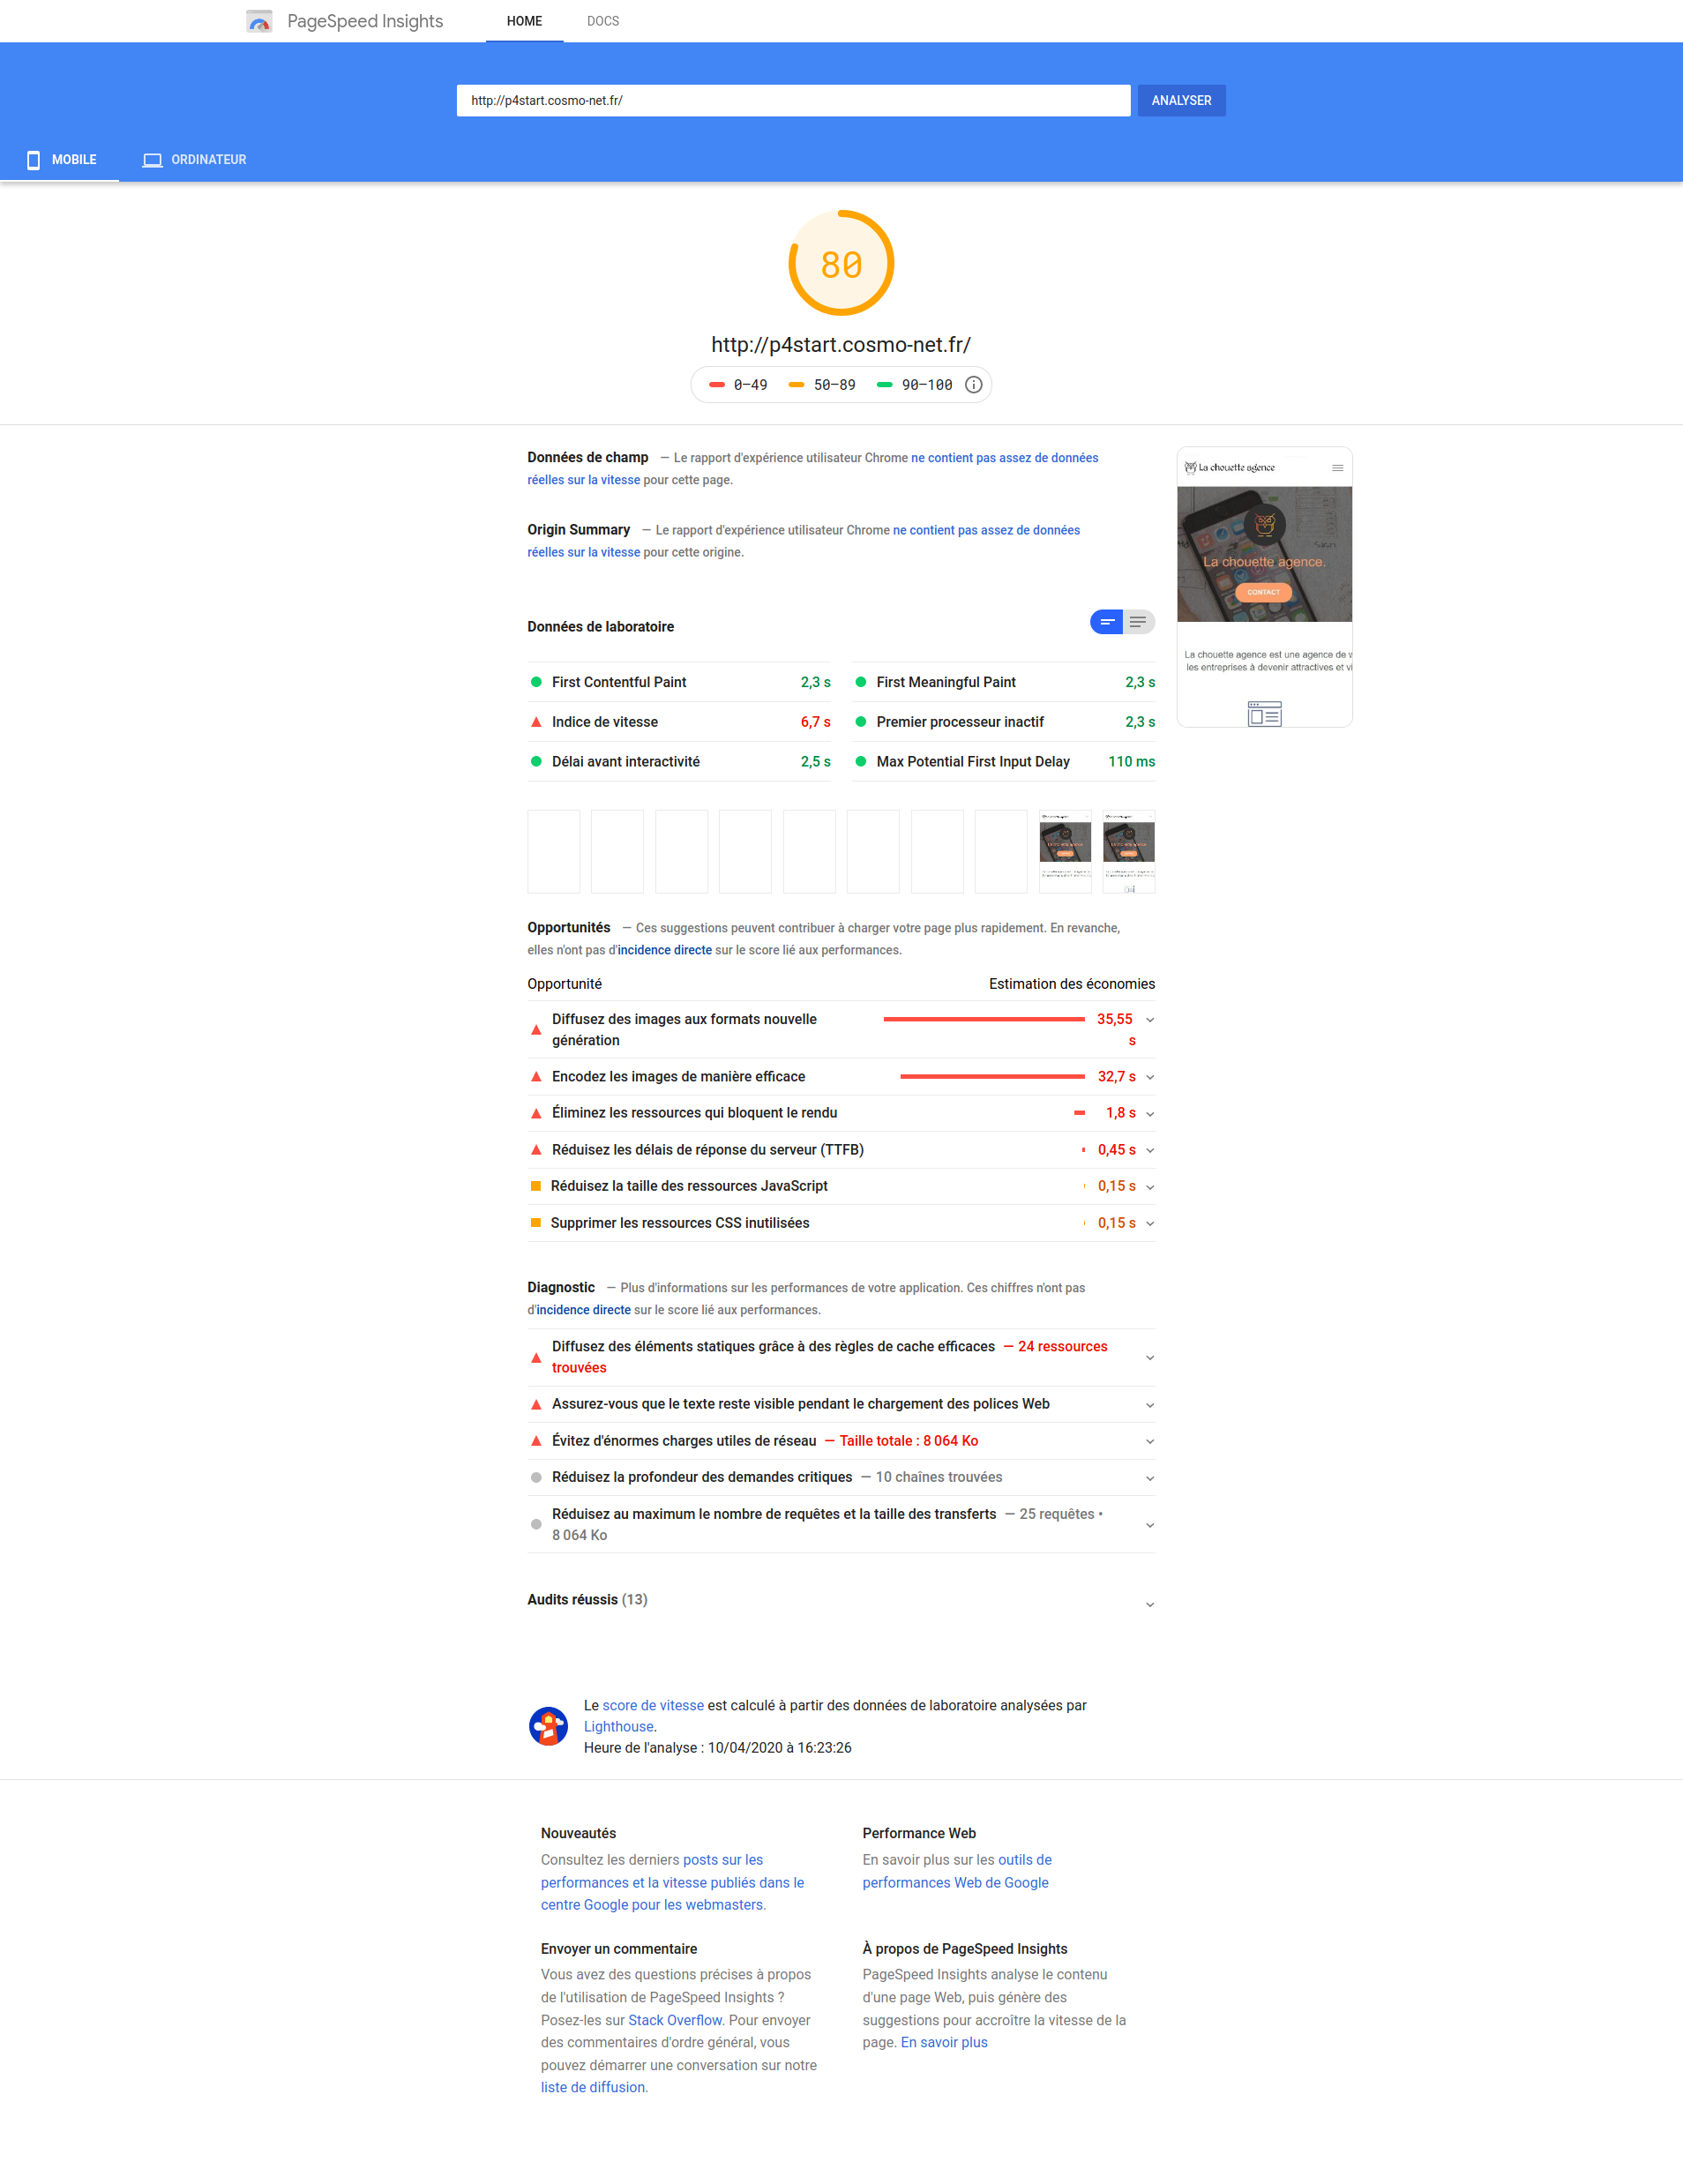 PageSpeed Insights
HOME
DOCS
http://p4start.cosmo-net.fr/
ANALYSER
MOBILE
ORDINATEUR
80
http://p4start.cosmo-net.fr/
0–49
50–89
90–100
Données de champ — Le rapport d'expérience utilisateur Chrome ne contient pas assez de données
réelles sur la vitesse pour cette page.
La chouette agence
Origin Summary — Le rapport d'expérience utilisateur Chrome ne contient pas assez de données
réelles sur la vitesse pour cette origine.
La chouette agence.
CONTACT
La chouette agence est une agence de
les entreprises à devenir attractives et
Données de laboratoire
First Contentful Paint 2,3 s
First Meaningful Paint 2,3 s
Indice de vitesse 6,7 s
Premier processeur inactif 2,3 s
Délai avant interactivité 2,5 s
Max Potential First Input Delay 110 ms
Opportunités — Ces suggestions peuvent contribuer à charger votre page plus rapidement. En revanche,
elles n'ont pas d'incidence directe sur le score lié aux performances.
Opportunité Estimation des économies
Diffusez des images aux formats nouvelle 35,55
génération s
Encodez les images de manière efficace 32,7 s
Éliminez les ressources qui bloquent le rendu 1,8 s
Réduisez les délais de réponse du serveur (TTFB) 0,45 s
Réduisez la taille des ressources JavaScript 0,15 s
Supprimer les ressources CSS inutilisées 0,15 s
Diagnostic — Plus d'informations sur les performances de votre application. Ces chiffres n'ont pas
d'incidence directe sur le score lié aux performances.
Diffusez des éléments statiques grâce à des règles de cache efficaces — 24 ressources
trouvées
Assurez-vous que le texte reste visible pendant le chargement des polices Web
Évitez d'énormes charges utiles de réseau — Taille totale : 8 064 Ko
Réduisez la profondeur des demandes critiques — 10 chaînes trouvées
Réduisez au maximum le nombre de requêtes et la taille des transferts — 25 requêtes •
8 064 Ko
Audits réussis (13)
Le score de vitesse est calculé à partir des données de laboratoire analysées par
Lighthouse.
Heure de l'analyse : 10/04/2020 à 16:23:26
Nouveautés
Consultez les derniers posts sur les
performances et la vitesse publiés dans le
centre Google pour les webmasters.
Performance Web
En savoir plus sur les outils de
performances Web de Google
Envoyer un commentaire
Vous avez des questions précises à propos
de l'utilisation de PageSpeed Insights ?
Posez-les sur Stack Overflow. Pour envoyer
des commentaires d'ordre général, vous
pouvez démarrer une conversation sur notre
liste de diffusion.
À propos de PageSpeed Insights
PageSpeed Insights analyse le contenu
d'une page Web, puis génère des
suggestions pour accroître la vitesse de la
page. En savoir plus